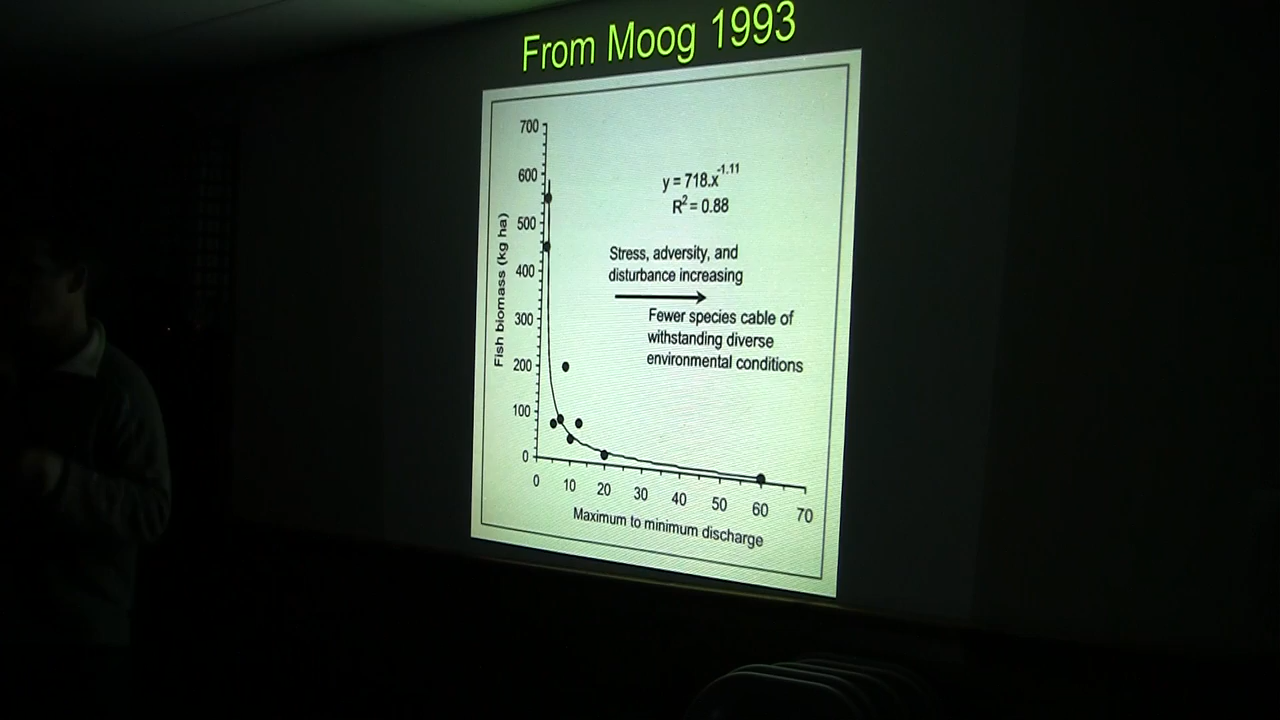 From Moog 1993
y = 718.x-1.11
R2 = 0.88
Stress, adversity, and
disturbance increasing
Fewer species cable of
withstanding diverse
environmental conditions
Fish biomass (kg ha)
700
600
500
400
300
200
100
0
0 10 20 30 40 50 60 70
Maximum to minimum discharge